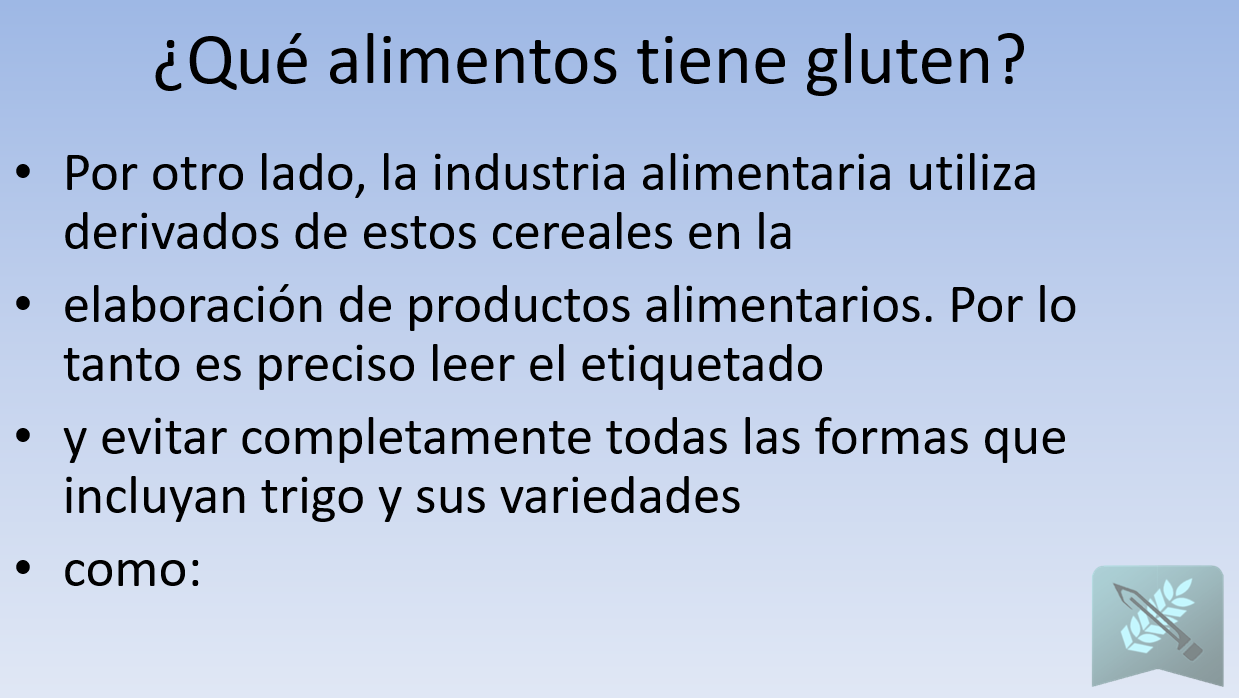 ¿Qué alimentos tiene gluten?
• Por otro lado, la industria alimentaria utiliza
derivados de estos cereales en la
• elaboración de productos alimentarios. Por lo
tanto es preciso leer el etiquetado
• y evitar completamente todas las formas que
incluyan trigo y sus variedades
• como: